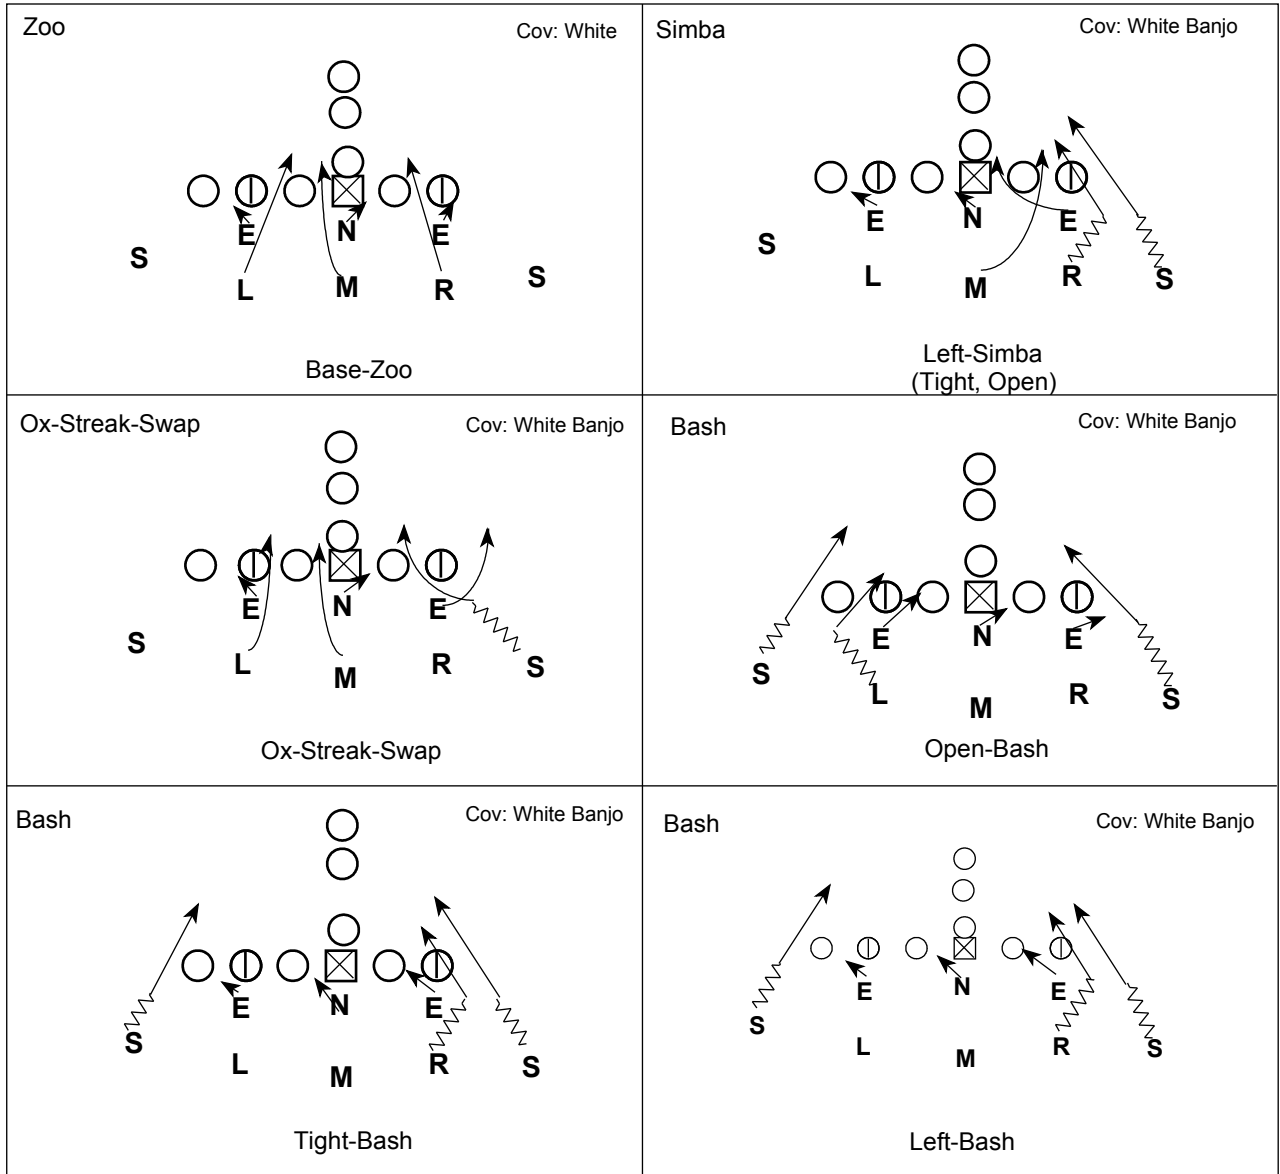 Zoo
Cov: White
E N E
L M R
S S
Base-Zoo
Simba
Cov: White Banjo
E N E
S
L M R S
Left-Simba
(Tight, Open)
Ox-Streak-Swap
Cov: White Banjo
E N E
S
L M R S
Ox-Streak-Swap
Bash
Cov: White Banjo
E N E
S L M R S
Open-Bash
Bash
Cov: White Banjo
E N E
S
L M R S
Tight-Bash
Bash
Cov: White Banjo
E N E
S
L M R S
Left-Bash